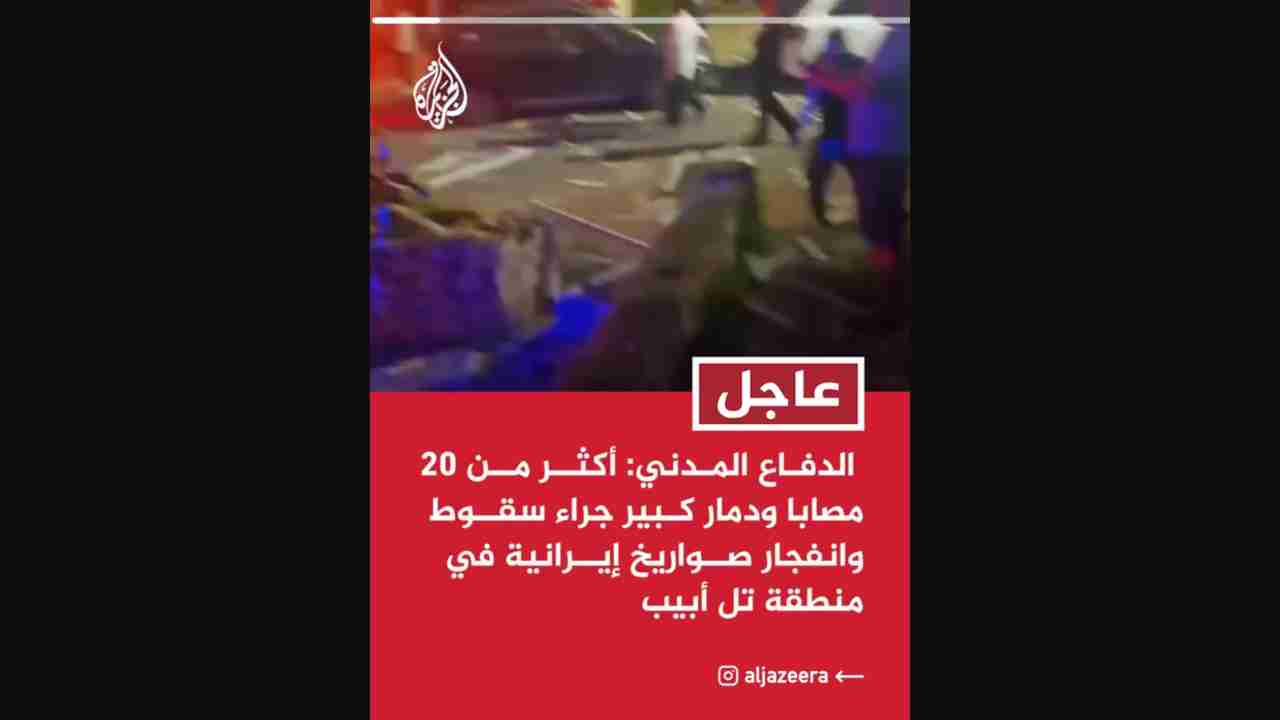 الجزيرة
عاجل
الدفاع المدني: أكثر من 20
مصابا ودمار كبير جراء سقوط
وانفجار صواريخ إيرانية في
منطقة تل أبيب
aljazeera